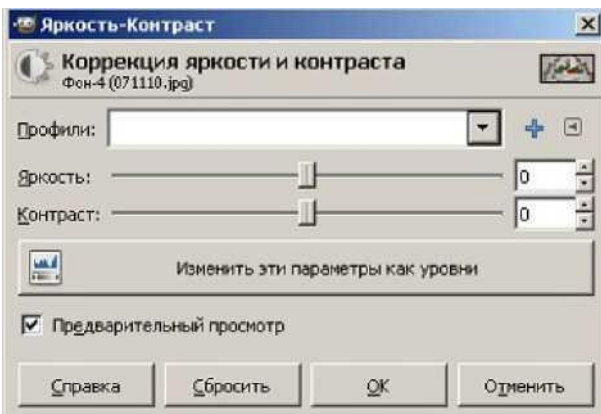 Яркость-Контраст
Коррекция яркости и контраста
Фон-4 (071110.jpg)
Профили:
Яркость: 0
Контраст: 0
Изменить эти параметры как уровни
Предварительный просмотр
Справка Сбросить OK Отменить